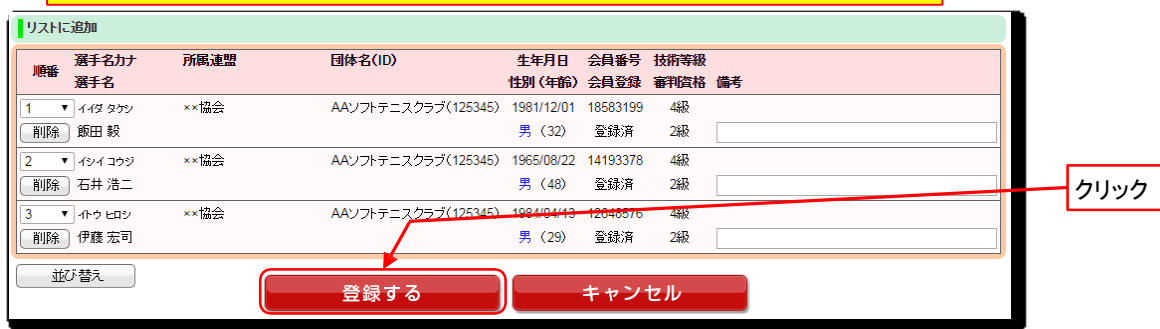 リストに追加
順番 選手名カナ 所属連盟 団体名(ID) 生年月日 会員番号 技術等級
選手名 性別 (年齢) 会員登録 審判資格 備考
1 イイダ タケシ ××協会 AAソフトテニスクラブ(125345) 1981/12/01 18583199 4級
削除 飯田 毅 男 (32) 登録済 2級
2 イシイ コウジ ××協会 AAソフトテニスクラブ(125345) 1965/08/22 14193378 4級
削除 石井 浩二 男 (48) 登録済 2級
クリック
3 イトウ ヒロシ ××協会 AAソフトテニスクラブ(125345) 1984/04/13 12848576 4級
削除 伊藤 宏司 男 (29) 登録済 2級
並び替え
登録する キャンセル